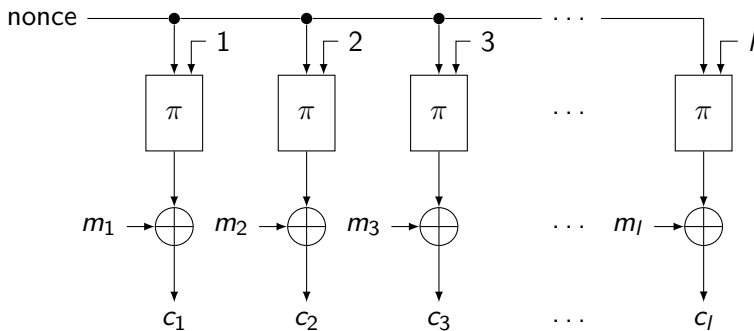 nonce · · ·
1 2 3 l
π π π · · · π
m₁ m₂ m₃ · · · mₗ
c₁ c₂ c₃ · · · cₗ